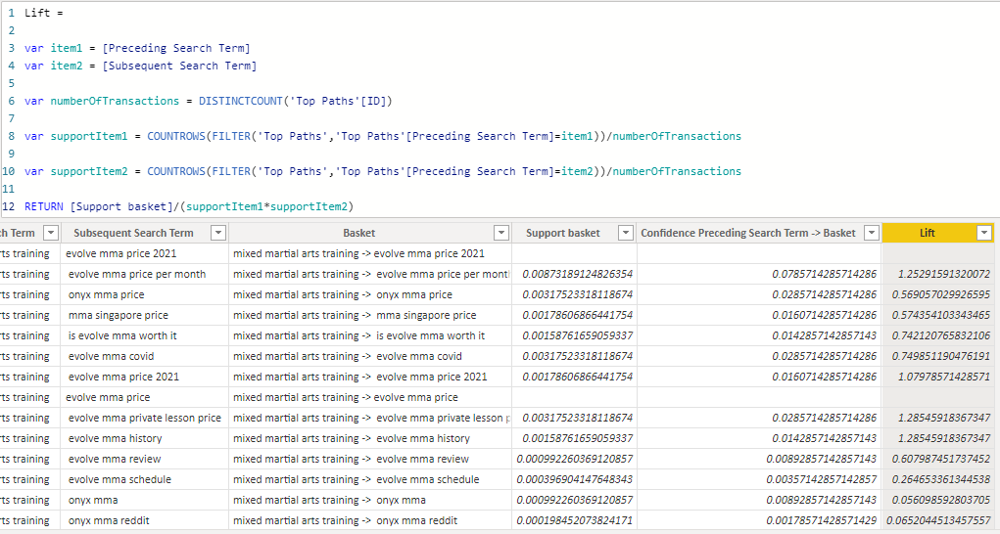 1 Lift =
2
3 var item1 = [Preceding Search Term]
4 var item2 = [Subsequent Search Term]
5
6 var numberOfTransactions = DISTINCTCOUNT('Top Paths'[ID])
7
8 var supportItem1 = COUNTROWS(FILTER('Top Paths','Top Paths'[Preceding Search Term]=item1))/numberOfTransactions
9
10 var supportItem2 = COUNTROWS(FILTER('Top Paths','Top Paths'[Preceding Search Term]=item2))/numberOfTransactions
11
12 RETURN [Support basket]/(supportItem1*supportItem2)
ch Term Subsequent Search Term Basket Support basket Confidence Preceding Search Term -> Basket Lift
rts training evolve mma price 2021 mixed martial arts training -> evolve mma price 2021
rts training evolve mma price per month mixed martial arts training -> evolve mma price per mont 0.00873189124826354 0.0785714285714286 1.25291591320072
rts training onyx mma price mixed martial arts training -> onyx mma price 0.00317523318118674 0.0285714285714286 0.569057029926595
rts training mma singapore price mixed martial arts training -> mma singapore price 0.00178606866441754 0.0160714285714286 0.574354103343465
rts training is evolve mma worth it mixed martial arts training -> is evolve mma worth it 0.00158761659059337 0.0142857142857143 0.742120765832106
rts training evolve mma covid mixed martial arts training -> evolve mma covid 0.00317523318118674 0.0285714285714286 0.749851190476191
rts training evolve mma price 2021 mixed martial arts training -> evolve mma price 2021 0.00178606866441754 0.0160714285714286 1.07978571428571
rts training evolve mma price mixed martial arts training -> evolve mma price
rts training evolve mma private lesson price mixed martial arts training -> evolve mma private lesson p 0.00317523318118674 0.0285714285714286 1.28545918367347
rts training evolve mma history mixed martial arts training -> evolve mma history 0.00158761659059337 0.0142857142857143 1.28545918367347
rts training evolve mma review mixed martial arts training -> evolve mma review 0.000992260369120857 0.00892857142857143 0.607987451737452
rts training evolve mma schedule mixed martial arts training -> evolve mma schedule 0.000396904147648343 0.00357142857142857 0.264653361344538
rts training onyx mma mixed martial arts training -> onyx mma 0.000992260369120857 0.00892857142857143 0.056098592803705
rts training onyx mma reddit mixed martial arts training -> onyx mma reddit 0.000198452073824171 0.00178571428571429 0.0652044513457557